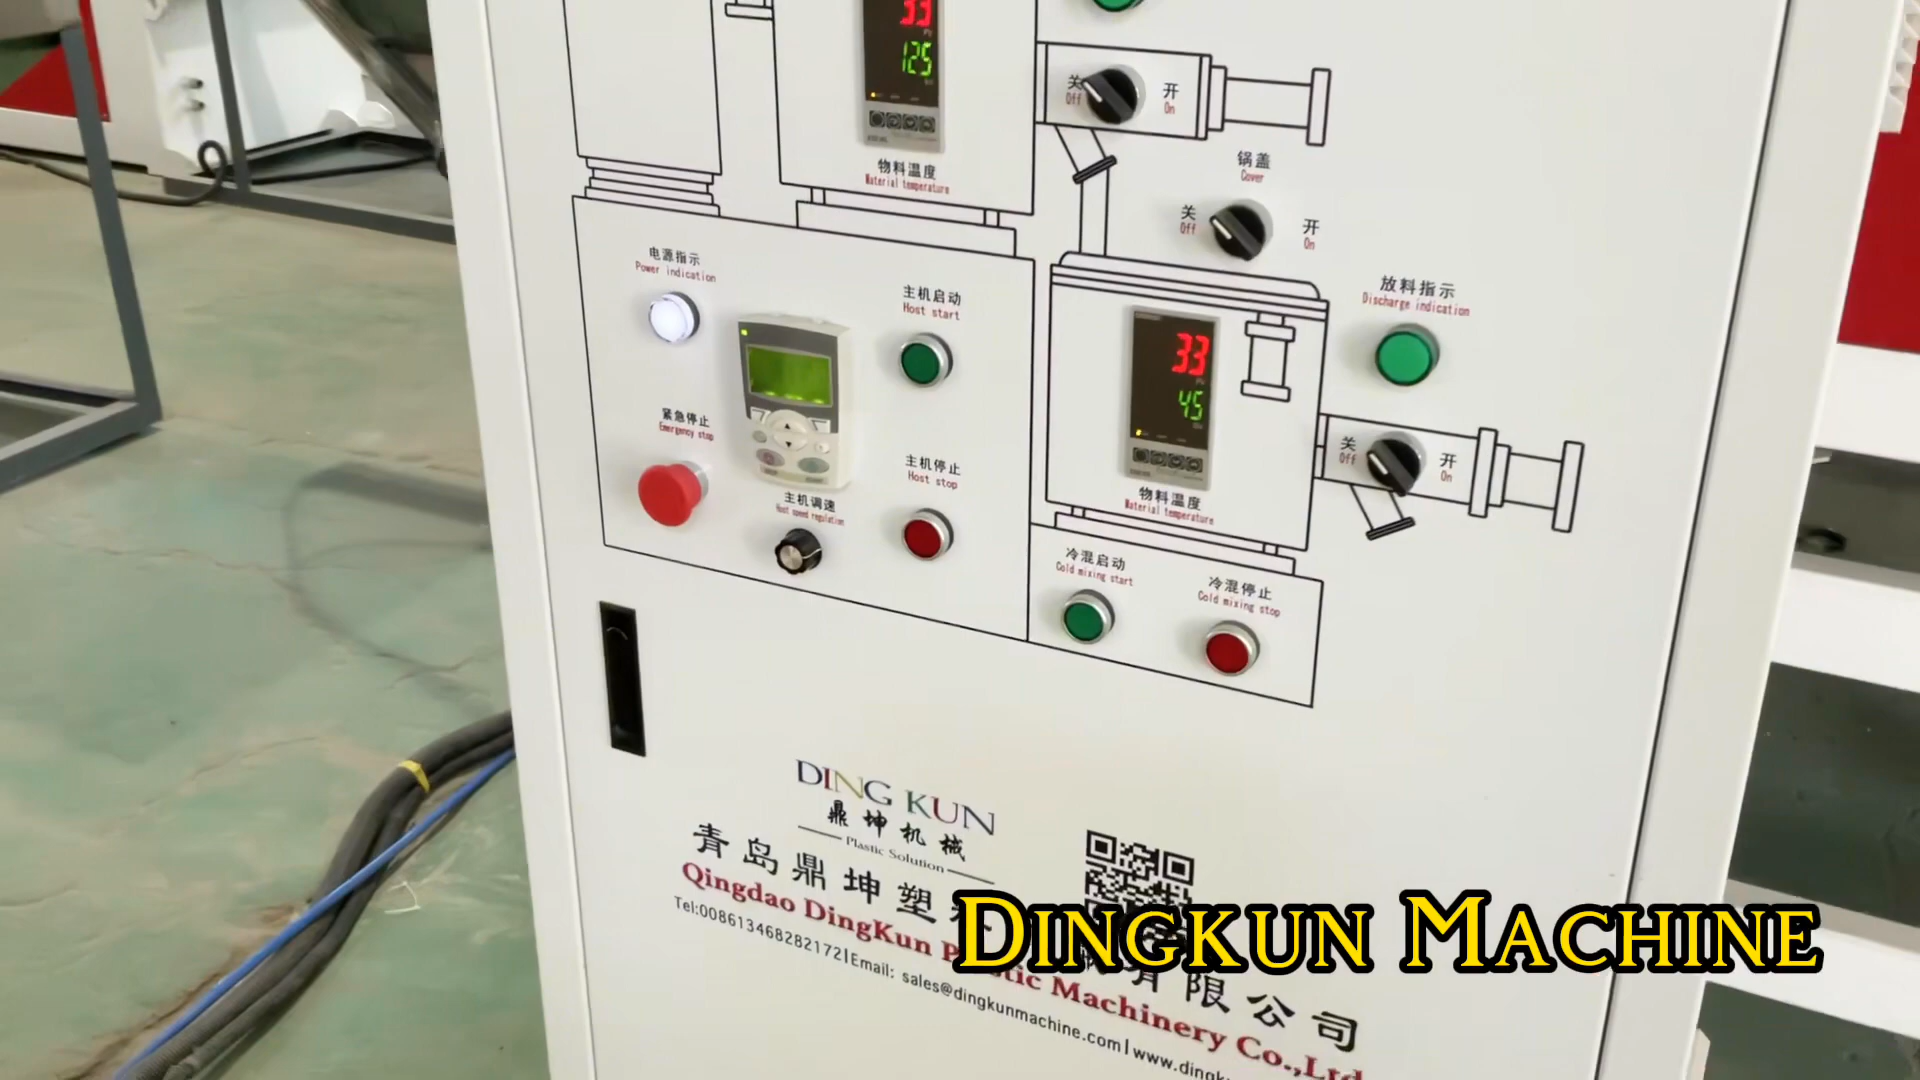 33
125
物料温度
Material temperature
关
Off
开
On
锅盖
Cover
关
Off
开
On
电源指示
Power indication
主机启动
Host start
紧急停止
Emergency stop
主机调速
Host speed regulation
主机停止
Host stop
33
45
物料温度
Material temperature
放料指示
Discharge indication
关
Off
开
On
冷混启动
Cold mixing start
冷混停止
Cold mixing stop
DING KUN
鼎坤机械
Plastic Solution
青岛鼎坤塑
有限公司
Qingdao DingKun Plastic Machinery Co.,Ltd
Tel:008613468282172|Email: sales@dingkunmachine.com|www.dingk
DINGKUN MACHINE